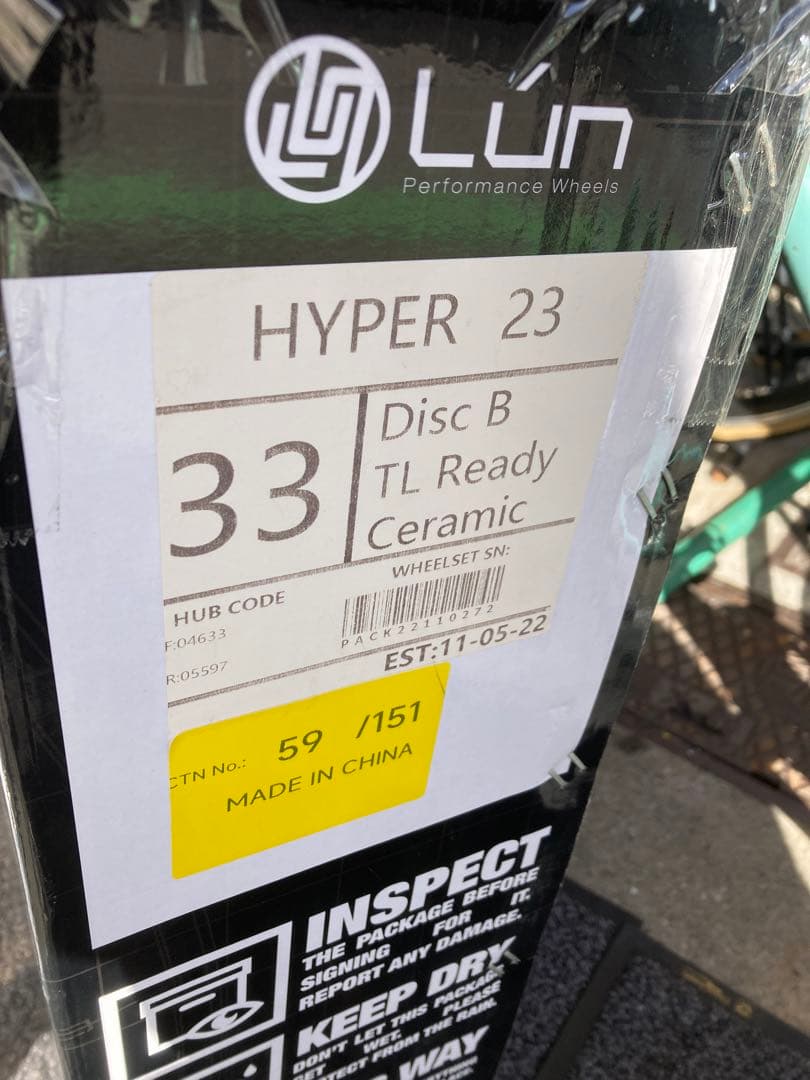 Lún
Performance Wheels
HYPER 23
33
Disc B
TL Ready
Ceramic
HUB CODE
F:04633
R:05597
WHEELSET SN:
PACK22110272
EST:11-05-22
CTN No.: 59 /151
MADE IN CHINA
INSPECT
THE PACKAGE BEFORE
SIGNING FOR IT.
REPORT ANY DAMAGE.
KEEP DRY
DON'T LET THIS PACKAGE
GET WET. PLEASE
PROTECT FROM THE RAIN.
WAY